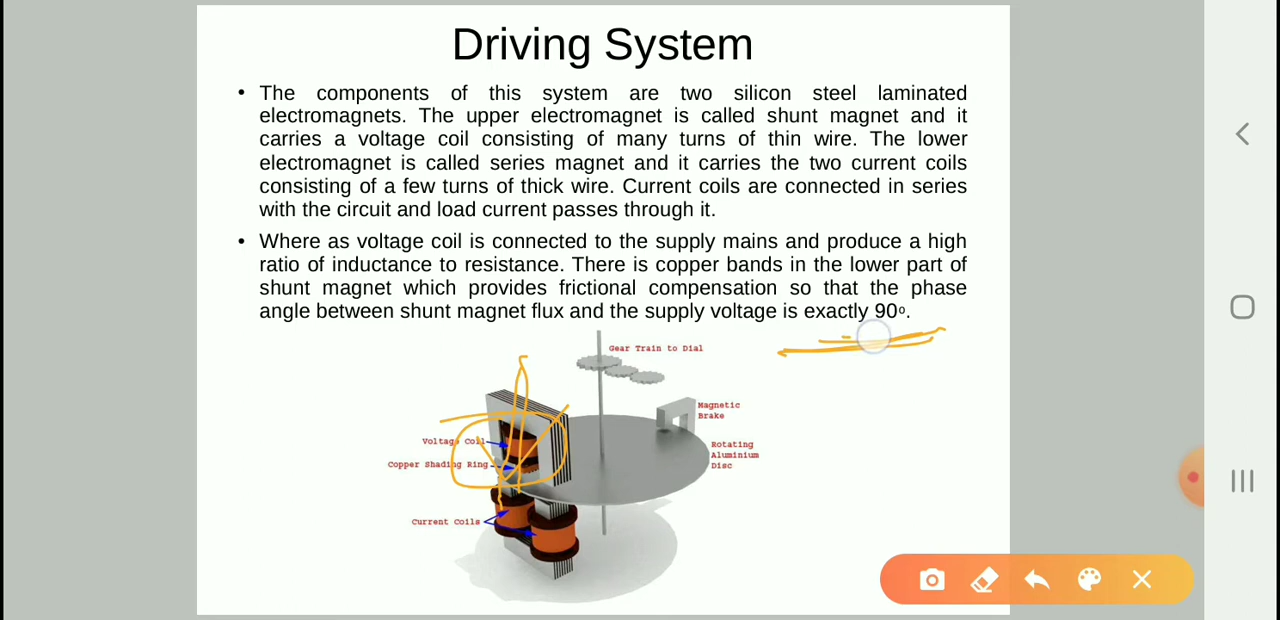 Driving System
• The components of this system are two silicon steel laminated
electromagnets. The upper electromagnet is called shunt magnet and it
carries a voltage coil consisting of many turns of thin wire. The lower
electromagnet is called series magnet and it carries the two current coils
consisting of a few turns of thick wire. Current coils are connected in series
with the circuit and load current passes through it.
• Where as voltage coil is connected to the supply mains and produce a high
ratio of inductance to resistance. There is copper bands in the lower part of
shunt magnet which provides frictional compensation so that the phase
angle between shunt magnet flux and the supply voltage is exactly 90º.
Gear Train to Dial
Magnetic
Brake
Voltage Coil
Rotating
Aluminium
Disc
Copper Shading Ring
Current Coils